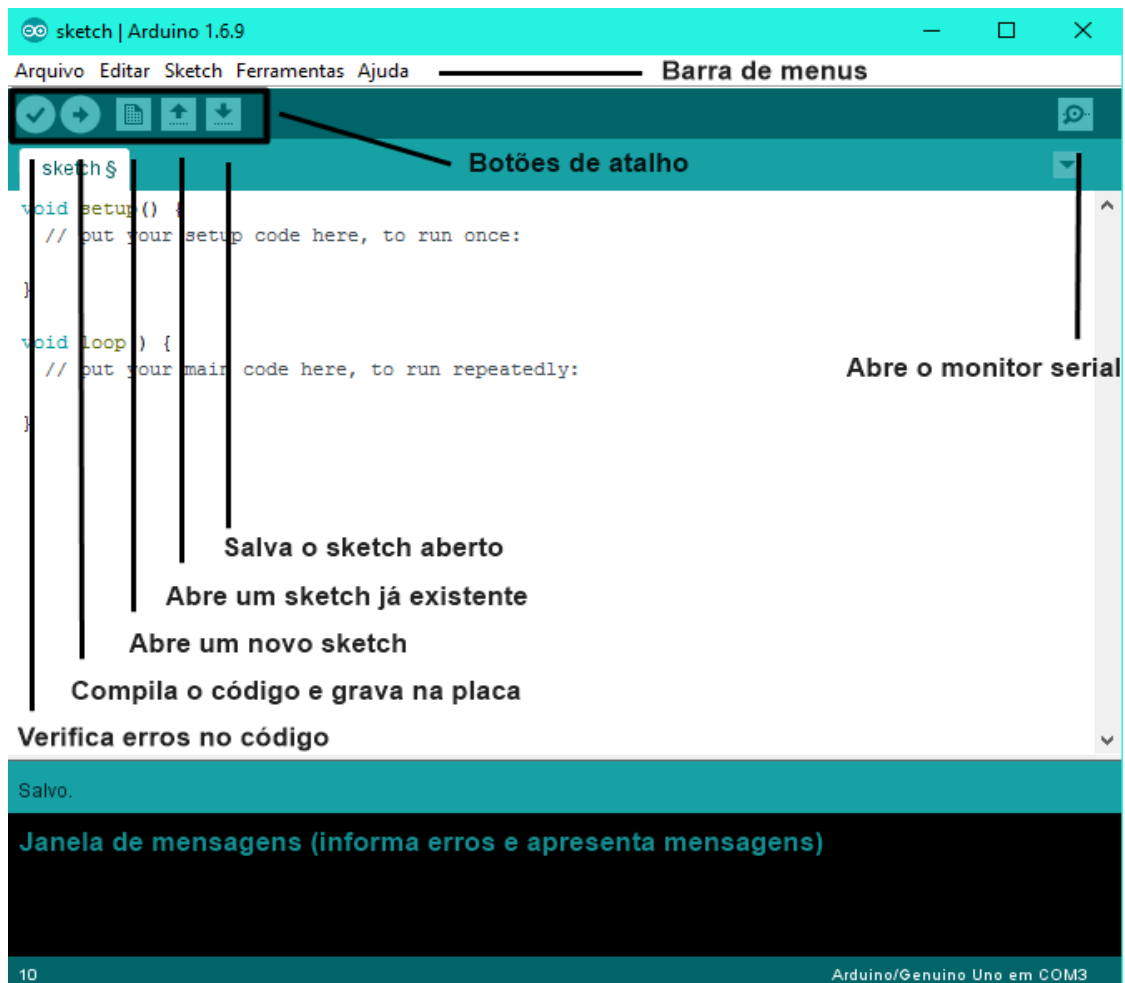 sketch | Arduino 1.6.9
Arquivo Editar Sketch Ferramentas Ajuda
Barra de menus
Botões de atalho
sketch §
void setup() {
// put your setup code here, to run once:
}
void loop() {
// put your main code here, to run repeatedly:
Abre o monitor serial
}
Salva o sketch aberto
Abre um sketch já existente
Abre um novo sketch
Compila o código e grava na placa
Verifica erros no código
Salvo.
Janela de mensagens (informa erros e apresenta mensagens)
10
Arduino/Genuino Uno em COM3